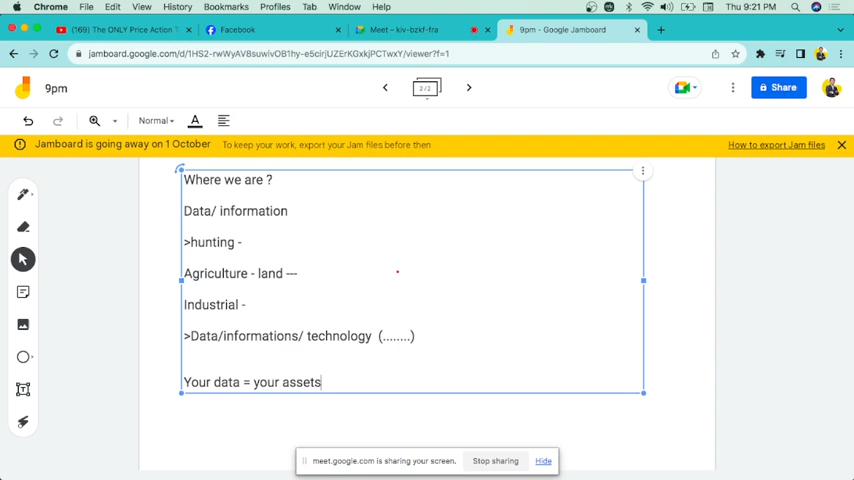 Chrome File Edit View History Bookmarks Profiles Tab Window Help Thu 9:21 PM
(169) The ONLY Price Action T
Facebook
Meet – kiv-bzkf-fra
9pm - Google Jamboard
jamboard.google.com/d/1HS2-rwWyAV8suwivOB1hy-e5cirjUZErKGxkjPCTwxY/viewer?f=1
9pm
2/2
Share
Normal
Jamboard is going away on 1 October To keep your work, export your Jam files before then How to export Jam files
Where we are ?
Data/ information
>hunting -
Agriculture - land ---
Industrial -
>Data/informations/ technology (........)
Your data = your assets
meet.google.com is sharing your screen. Stop sharing Hide